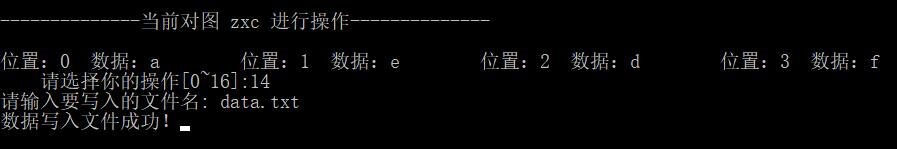 --------------当前对图 zxc 进行操作--------------
位置：0 数据：a 位置：1 数据：e 位置：2 数据：d 位置：3 数据：f
请选择你的操作[0~16]:14
请输入要写入的文件名: data.txt
数据写入文件成功!